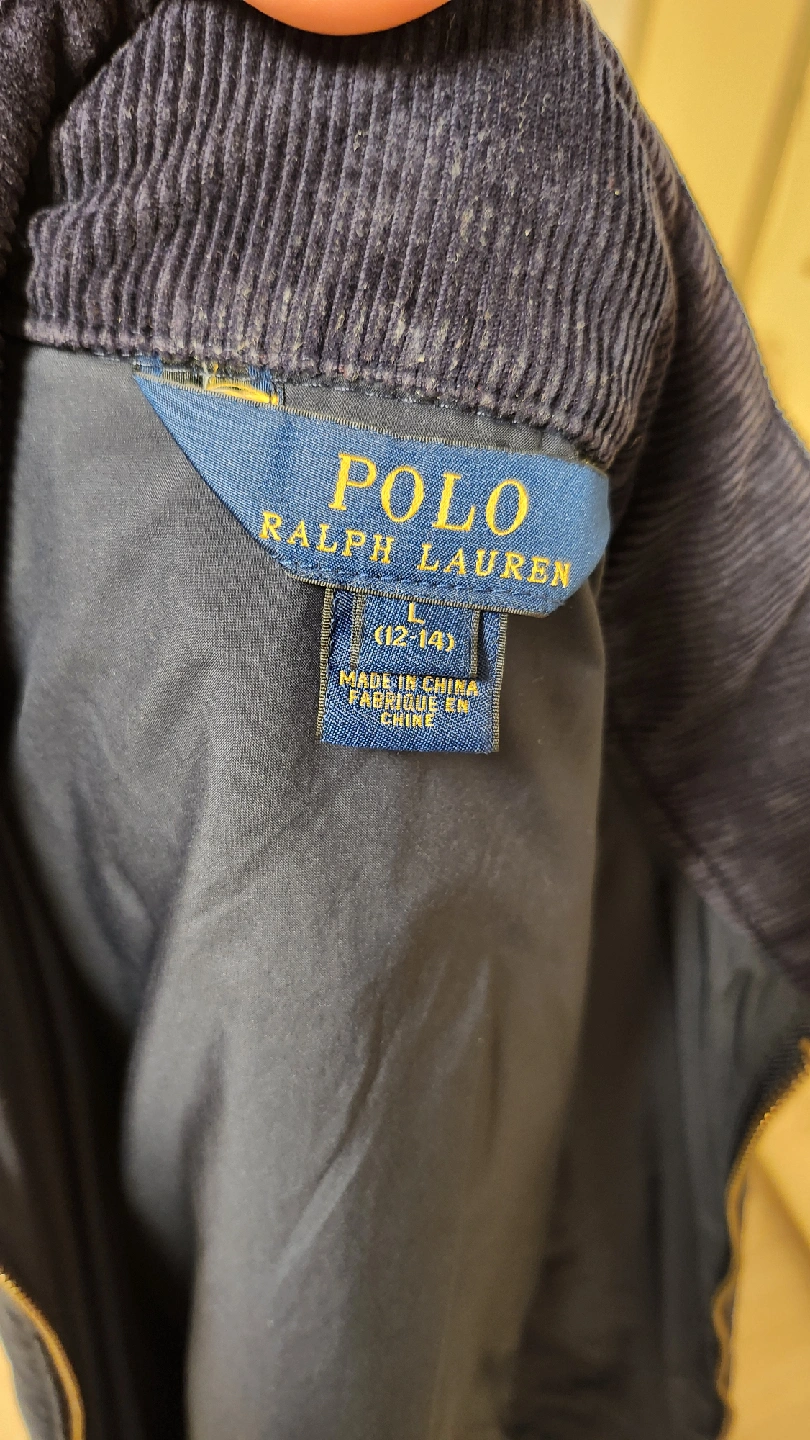 POLO
RALPH LAUREN
L
(12-14)
MADE IN CHINA
FABRIQUE EN
CHINE